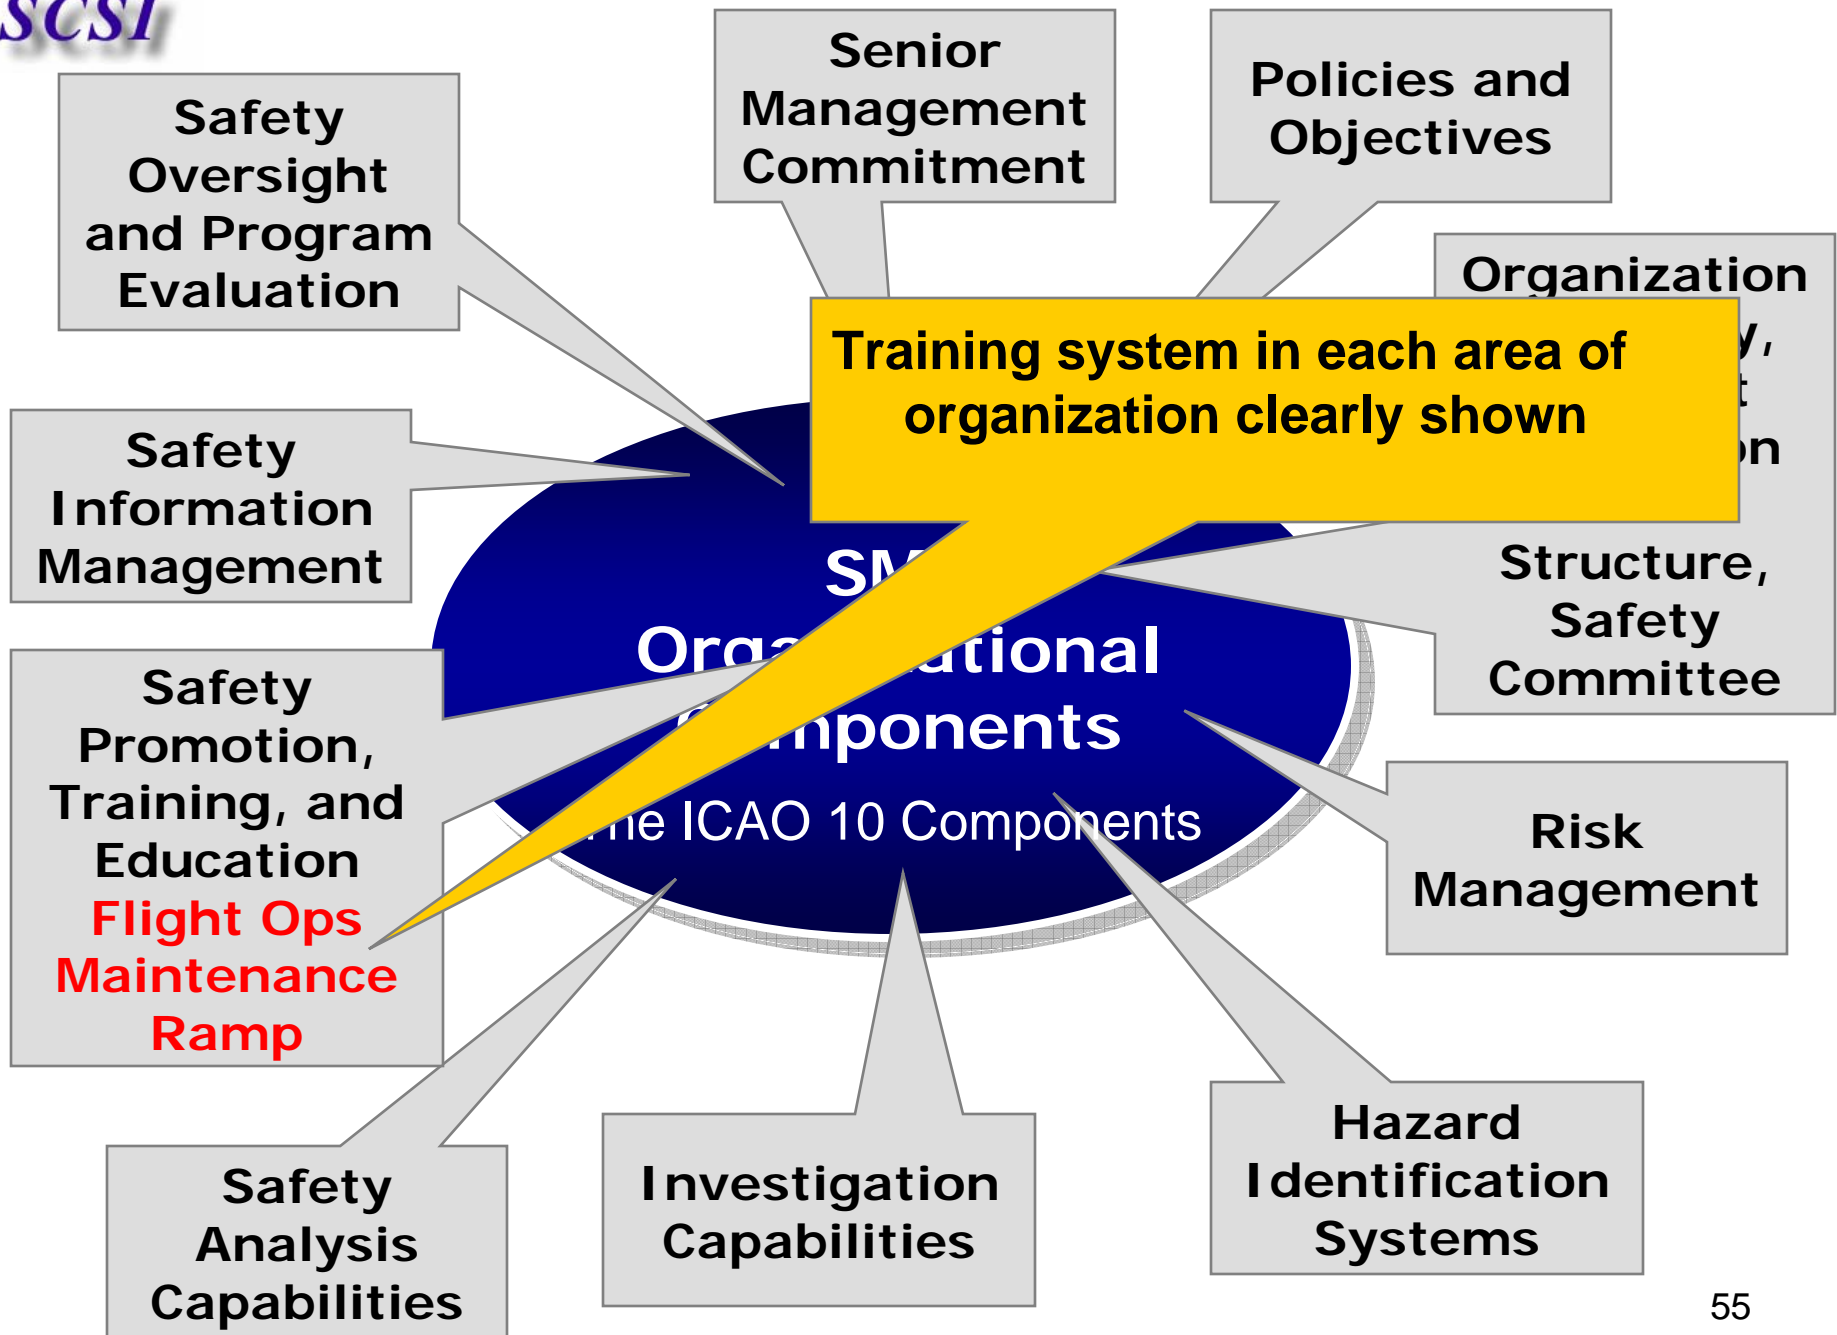 SCSI
Senior
Management
Commitment
Policies and
Objectives
Safety
Oversight
and Program
Evaluation
Organization
Training system in each area of
organization clearly shown
Structure,
Safety
Committee
Safety
Information
Management
Components
The ICAO 10 Components
Safety
Promotion,
Training, and
Education
Flight Ops
Maintenance
Ramp
Risk
Management
Hazard
Identification
Systems
Investigation
Capabilities
Safety
Analysis
Capabilities
55